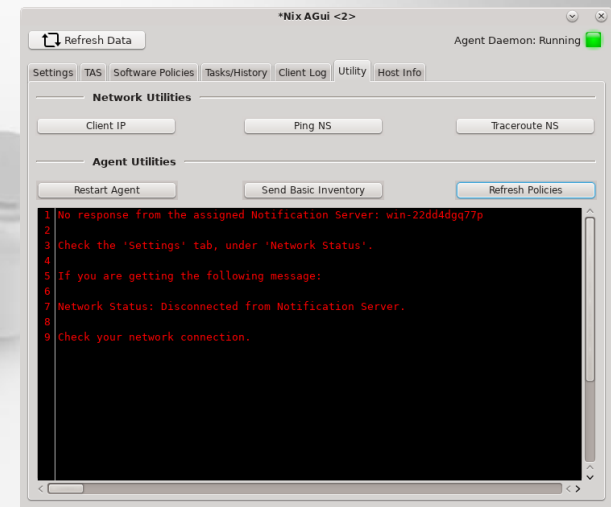 *Nix AGui <2>
Refresh Data
Agent Daemon: Running
Settings TAS Software Policies Tasks/History Client Log Utility Host Info
Network Utilities
Client IP Ping NS Traceroute NS
Agent Utilities
Restart Agent Send Basic Inventory Refresh Policies
1 No response from the assigned Notification Server: win-22dd4dgq77p
2
3 Check the 'Settings' tab, under 'Network Status'.
4
5 If you are getting the following message:
6
7 Network Status: Disconnected from Notification Server.
8
9 Check your network connection.